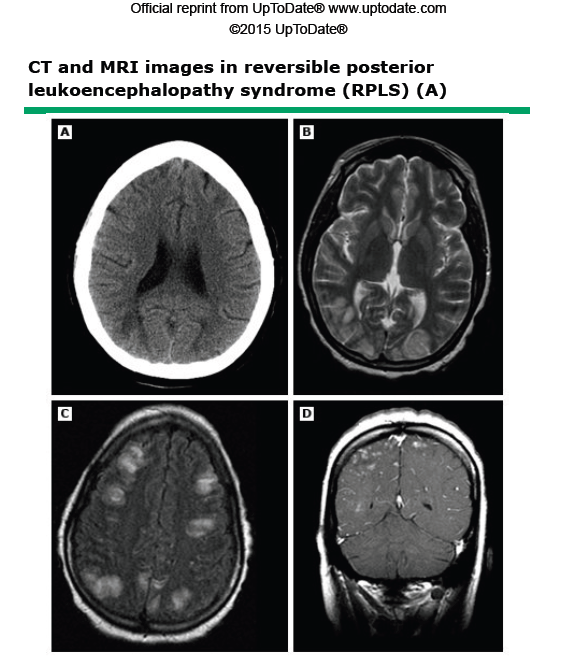 Official reprint from UpToDate® www.uptodate.com
©2015 UpToDate®
CT and MRI images in reversible posterior
leukoencephalopathy syndrome (RPLS) (A)
A
B
C
D